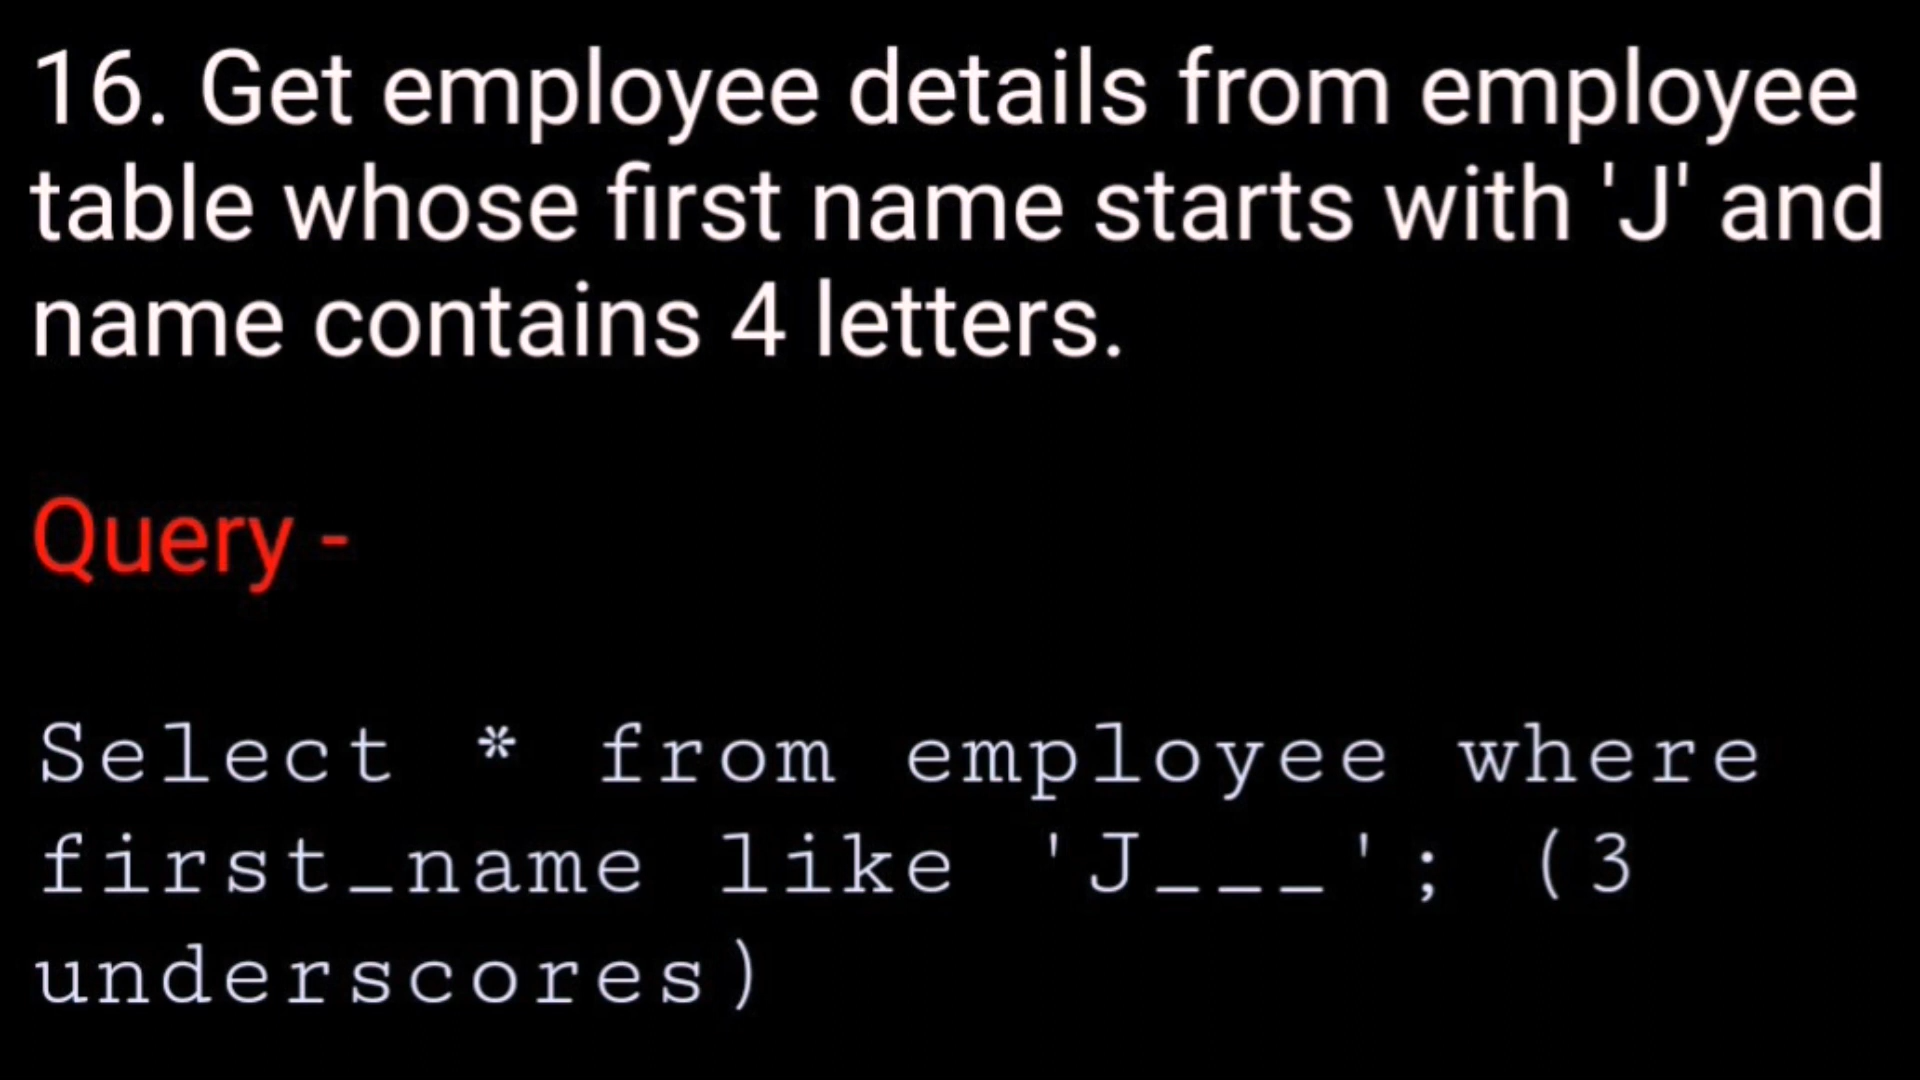 16. Get employee details from employee
table whose first name starts with 'J' and
name contains 4 letters.
Query -
Select * from employee where
first_name like 'J___'; (3
underscores)